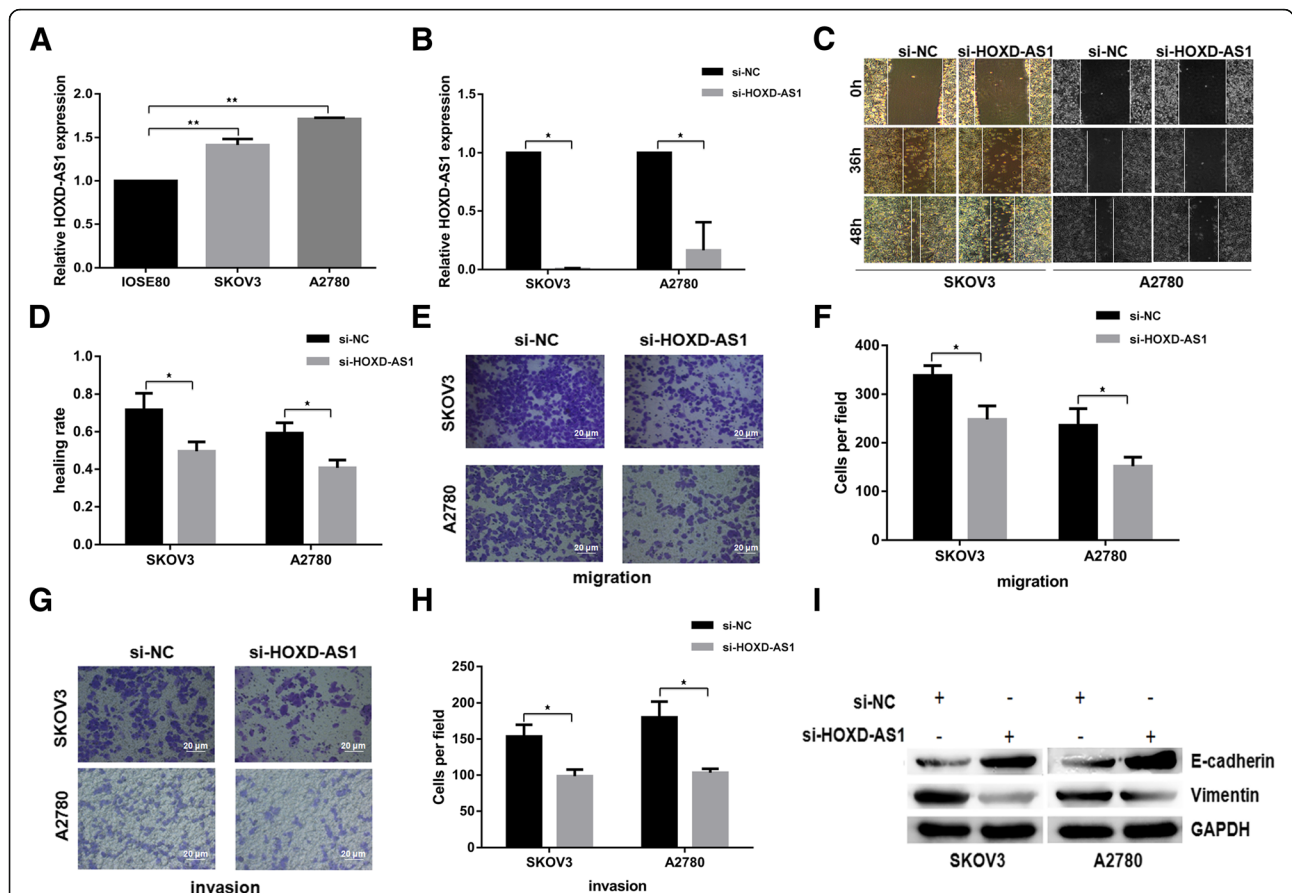 A
Relative HOXD-AS1 expression
2.0
1.5
1.0
0.5
0.0
**
**
IOSE80 SKOV3 A2780
B
si-NC
si-HOXD-AS1
Relative HOXD-AS1 expression
1.5
1.0
0.5
0.0
* *
SKOV3 A2780
C
si-NC si-HOXD-AS1 si-NC si-HOXD-AS1
0h
36h
48h
SKOV3 A2780
D
si-NC
si-HOXD-AS1
healing rate
1.0
0.8
0.6
0.4
0.2
0.0
* *
SKOV3 A2780
E
si-NC si-HOXD-AS1
SKOV3
20 µm 20 µm
A2780
20 µm 20 µm
migration
F
si-NC
si-HOXD-AS1
Cells per field
400
300
200
100
0
* *
SKOV3 A2780
migration
G
si-NC si-HOXD-AS1
SKOV3
20 µm 20 µm
A2780
20 µm 20 µm
invasion
H
si-NC
si-HOXD-AS1
Cells per field
250
200
150
100
50
0
* *
SKOV3 A2780
invasion
I
si-NC + - + -
si-HOXD-AS1 - + - +
E-cadherin
Vimentin
GAPDH
SKOV3 A2780